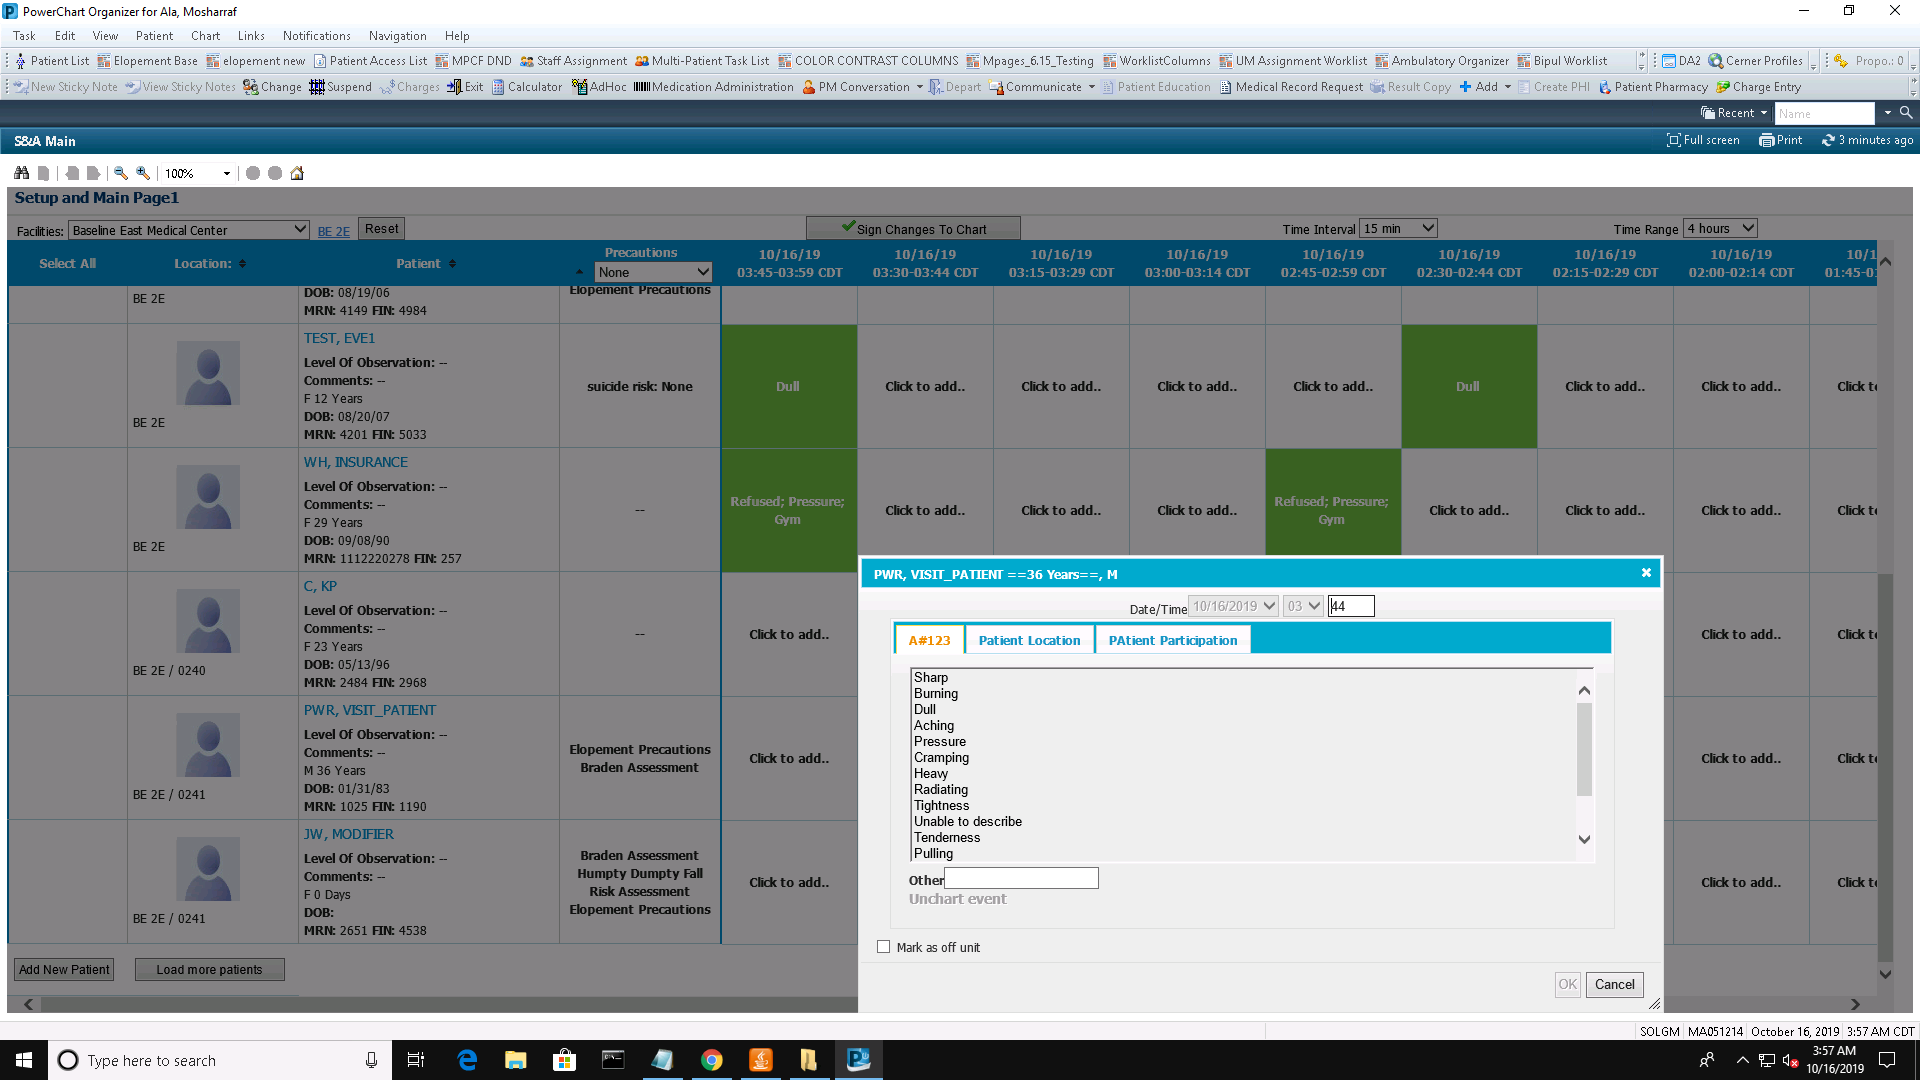 PowerChart Organizer for Ala, Mosharraf
Task Edit View Patient Chart Links Notifications Navigation Help
Patient List Elopement Base elopement new Patient Access List MPCF DND Staff Assignment Multi-Patient Task List COLOR CONTRAST COLUMNS Mpages_6.15_Testing WorklistColumns UM Assignment Worklist Ambulatory Organizer Bipul Worklist DA2 Cerner Profiles Propo.: 0
New Sticky Note View Sticky Notes Change Suspend Charges Exit Calculator AdHoc Medication Administration PM Conversation Depart Communicate Patient Education Medical Record Request Result Copy Add Create PHI Patient Pharmacy Charge Entry
Recent Name
S&A Main Full screen Print 3 minutes ago
100%
Setup and Main Page1
Facilities: Baseline East Medical Center BE 2E Reset Sign Changes To Chart Time Interval 15 min Time Range 4 hours
Select All Location: Patient Precautions None
10/16/19 10/16/19 10/16/19 10/16/19 10/16/19 10/16/19 10/16/19 10/16/19 10/1
03:45-03:59 CDT 03:30-03:44 CDT 03:15-03:29 CDT 03:00-03:14 CDT 02:45-02:59 CDT 02:30-02:44 CDT 02:15-02:29 CDT 02:00-02:14 CDT 01:45-0
BE 2E
DOB: 08/19/06
MRN: 4149 FIN: 4984
Elopement Precautions
TEST, EVE1
Level Of Observation: --
Comments: --
F 12 Years
DOB: 08/20/07
MRN: 4201 FIN: 5033
BE 2E
suicide risk: None
Dull Click to add.. Click to add.. Click to add.. Click to add.. Dull Click to add.. Click to add.. Click t
WH, INSURANCE
Level Of Observation: --
Comments: --
F 29 Years
DOB: 09/08/90
MRN: 1112220278 FIN: 257
BE 2E
--
Refused; Pressure; Gym Click to add.. Click to add.. Click to add.. Refused; Pressure; Gym Click to add.. Click to add.. Click to add.. Click t
C, KP
Level Of Observation: --
Comments: --
F 23 Years
DOB: 05/13/96
MRN: 2484 FIN: 2968
BE 2E / 0240
--
Click to add.. Click to add.. Click t
PWR, VISIT_PATIENT
Level Of Observation: --
Comments: --
M 36 Years
DOB: 01/31/83
MRN: 1025 FIN: 1190
BE 2E / 0241
Elopement Precautions
Braden Assessment
Click to add.. Click to add.. Click t
JW, MODIFIER
Level Of Observation: --
Comments: --
F 0 Days
DOB:
MRN: 2651 FIN: 4538
BE 2E / 0241
Braden Assessment
Humpty Dumpty Fall
Risk Assessment
Elopement Precautions
Click to add.. Click to add.. Click t
Add New Patient Load more patients
PWR, VISIT_PATIENT ==36 Years==, M
Date/Time 10/16/2019 03 44
A#123 Patient Location PAtient Participation
Sharp
Burning
Dull
Aching
Pressure
Cramping
Heavy
Radiating
Tightness
Unable to describe
Tenderness
Pulling
Other
Unchart event
Mark as off unit
OK Cancel
SOLGM MA051214 October 16, 2019 3:57 AM CDT
Type here to search
3:57 AM
10/16/2019